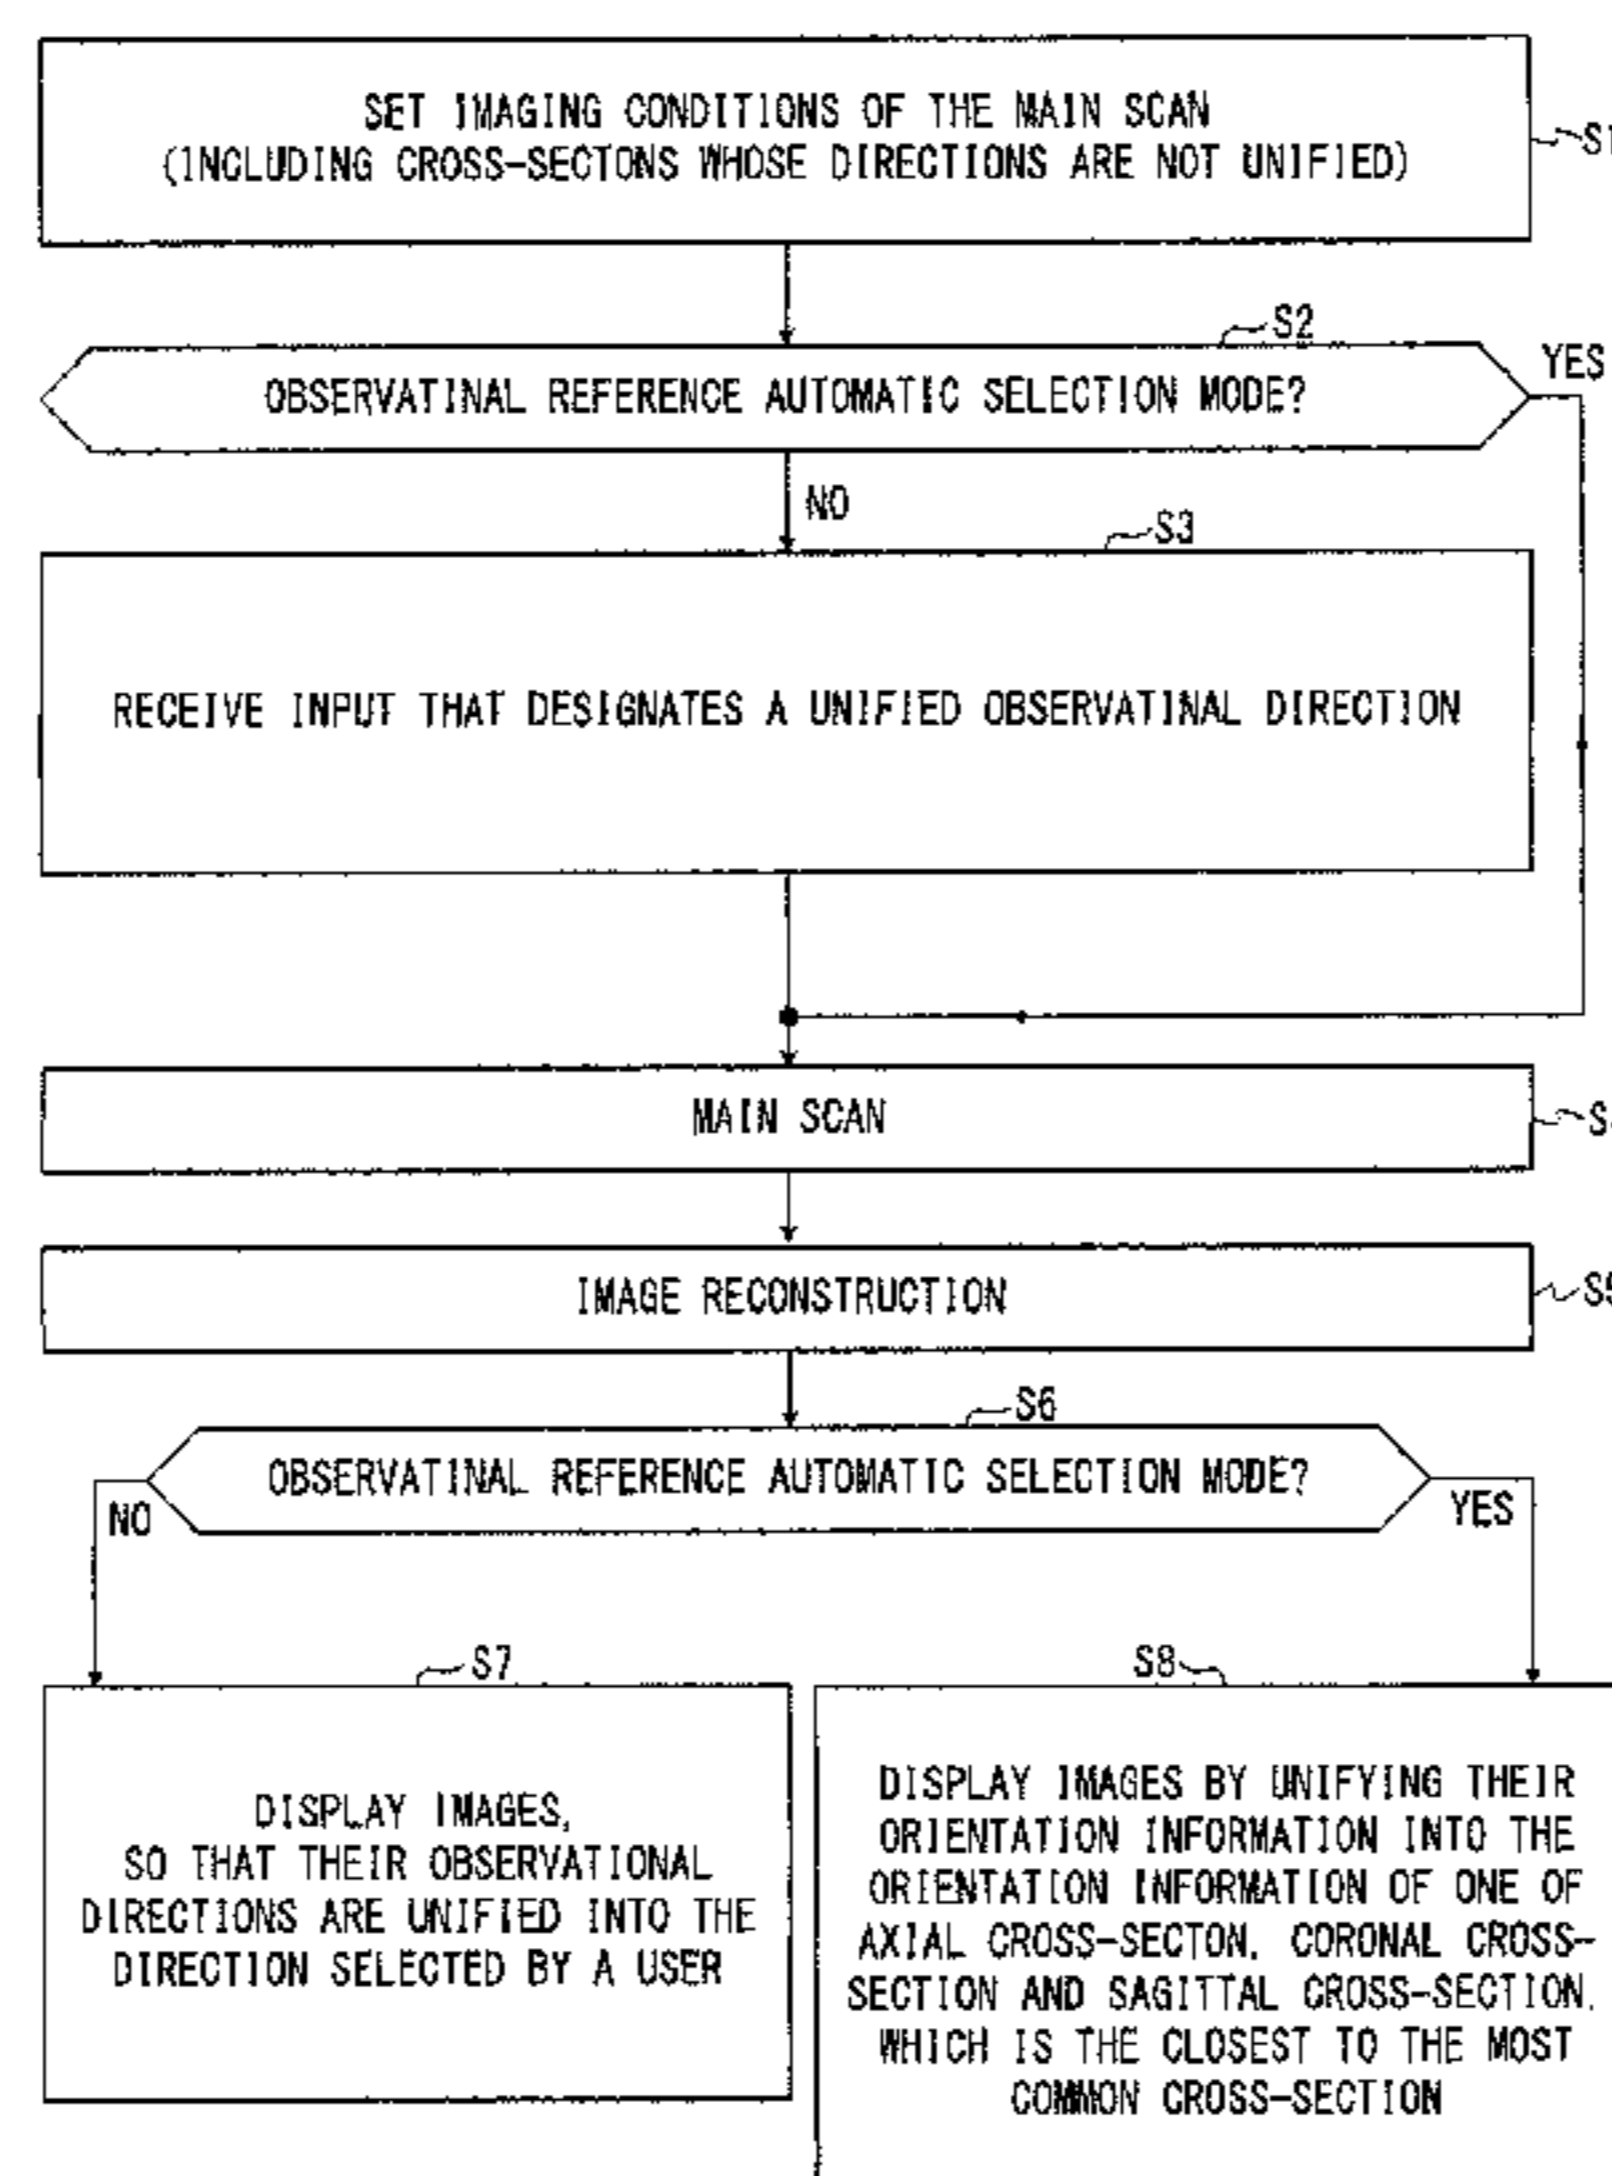 SET IMAGING CONDITIONS OF THE MAIN SCAN
(INCLUDING CROSS-SECTONS WHOSE DIRECTIONS ARE NOT UNIFIED)
S1
S2
OBSERVATINAL REFERENCE AUTOMATIC SELECTION MODE?
YES
NO
S3
RECEIVE INPUT THAT DESIGNATES A UNIFIED OBSERVATINAL DIRECTION
MAIN SCAN
IMAGE RECONSTRUCTION
S5
S6
OBSERVATINAL REFERENCE AUTOMATIC SELECTION MODE?
NO
YES
S7
DISPLAY IMAGES,
SO THAT THEIR OBSERVATIONAL
DIRECTIONS ARE UNIFIED INTO THE
DIRECTION SELECTED BY A USER
S8
DISPLAY IMAGES BY UNIFYING THEIR
ORIENTATION INFORMATION INTO THE
ORIENTATION INFORMATION OF ONE OF
AXIAL CROSS-SECTON, CORONAL CROSS-
SECTION AND SAGITTAL CROSS-SECTION,
WHICH IS THE CLOSEST TO THE MOST
COMMON CROSS-SECTION